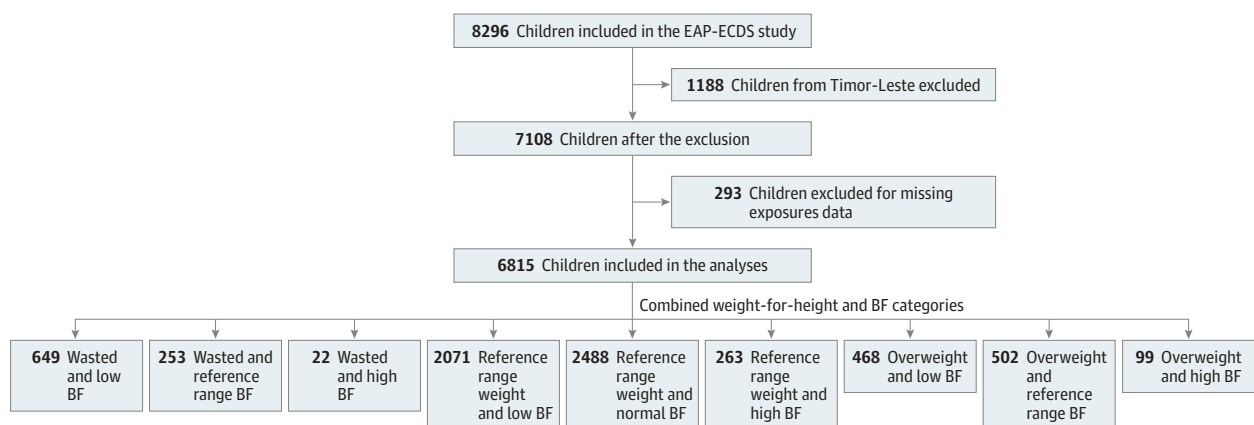 8296 Children included in the EAP-ECDS study
1188 Children from Timor-Leste excluded
7108 Children after the exclusion
293 Children excluded for missing
exposures data
6815 Children included in the analyses
Combined weight-for-height and BF categories
649 Wasted
and low
BF
253 Wasted and
reference
range BF
22 Wasted
and high
BF
2071 Reference
range
weight
and low BF
2488 Reference
range
weight and
normal BF
263 Reference
range
weight and
high BF
468 Overweight
and low BF
502 Overweight
and
reference
range BF
99 Overweight
and high BF